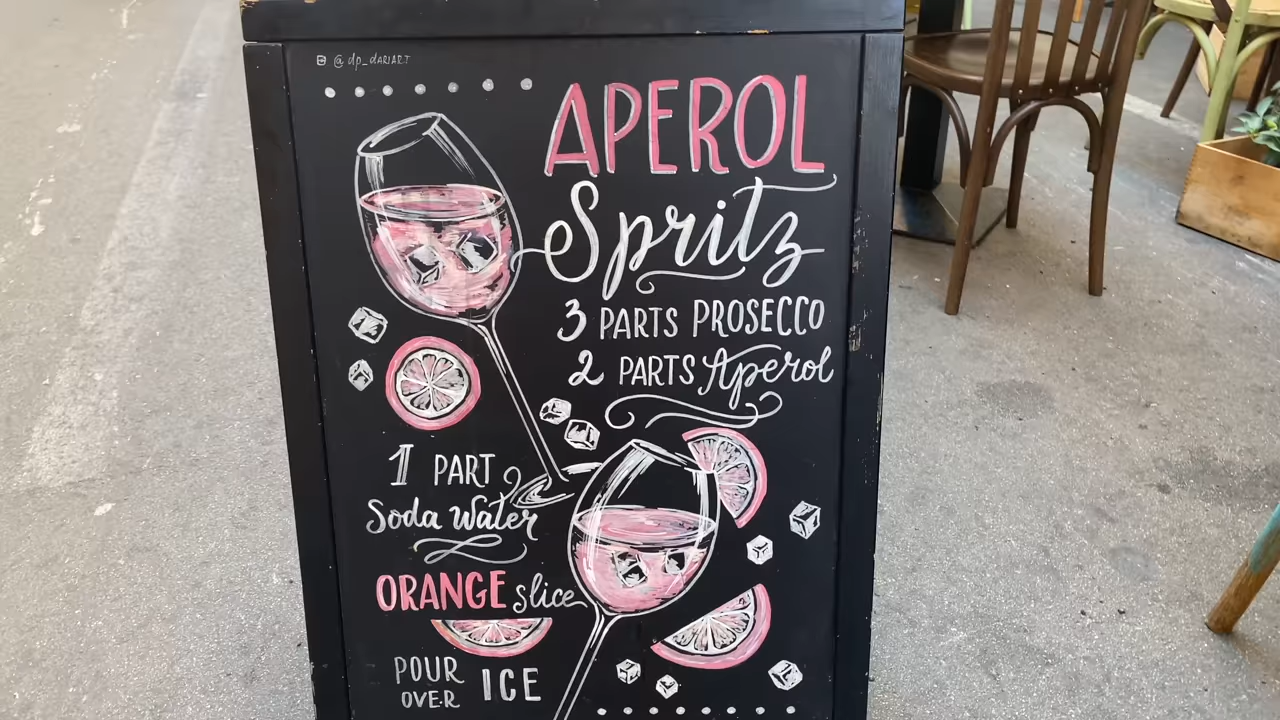 @dp_dariart
APEROL
Spritz
3 PARTS PROSECCO
2 PARTS Aperol
1 PART
Soda Water
ORANGE slice
POUR
OVER ICE